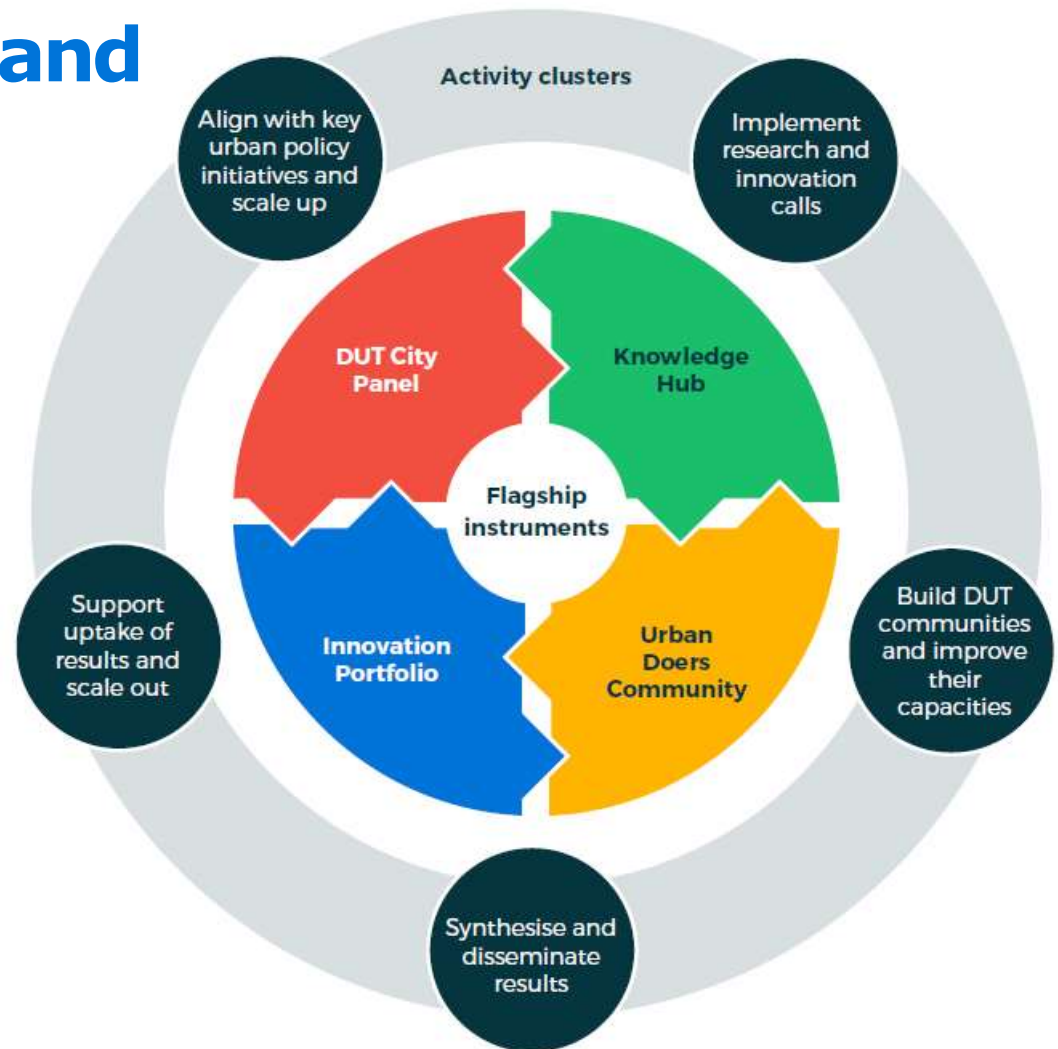 and
Activity clusters
Align with key
urban policy
initiatives and
scale up
Implement
research and
innovation
calls
DUT City
Panel
Knowledge
Hub
Flagship
instruments
Support
uptake of
results and
scale out
Innovation
Portfolio
Urban
Doers
Community
Build DUT
communities
and improve
their
capacities
Synthesise and
disseminate
results